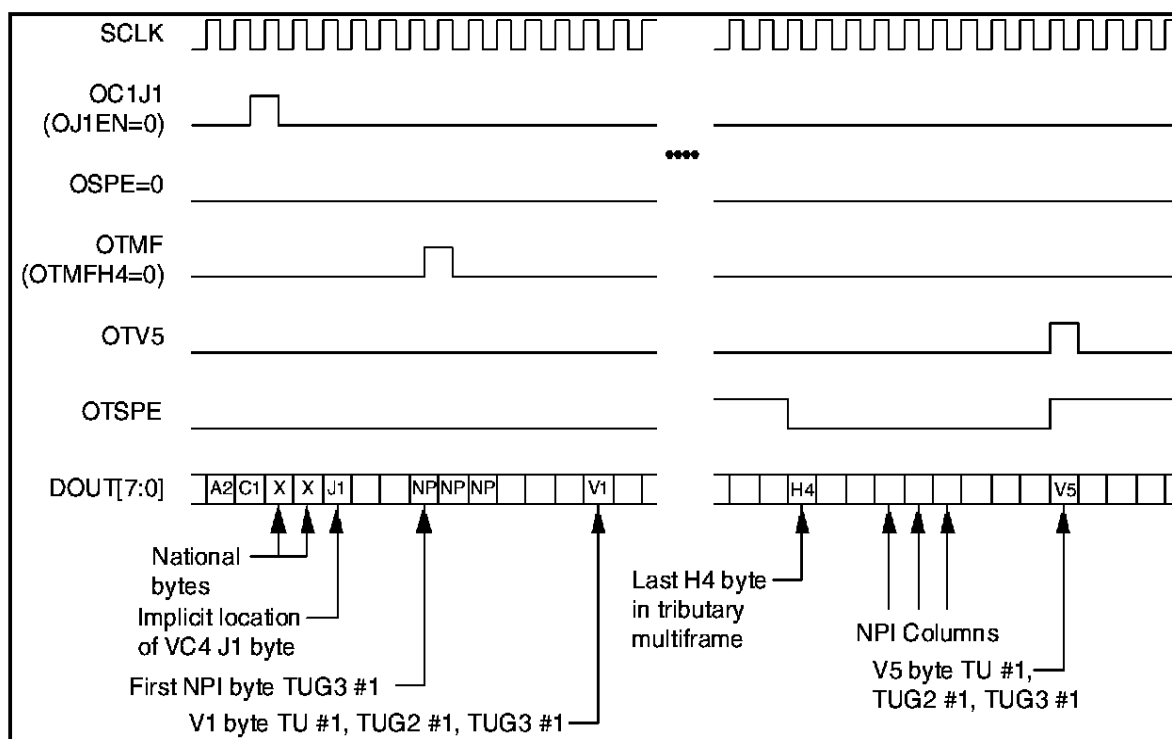 SCLK
OC1J1
(OJ1EN=0)
OSPE=0
OTMF
(OTMFH4=0)
OTV5
OTSPE
DOUT[7:0]
A2 C1 X X J1 NP NP NP V1 H4 V5
National
bytes
Implicit location
of VC4 J1 byte
First NPI byte TUG3 #1
V1 byte TU #1, TUG2 #1, TUG3 #1
Last H4 byte
in tributary
multiframe
NPI Columns
V5 byte TU #1,
TUG2 #1, TUG3 #1